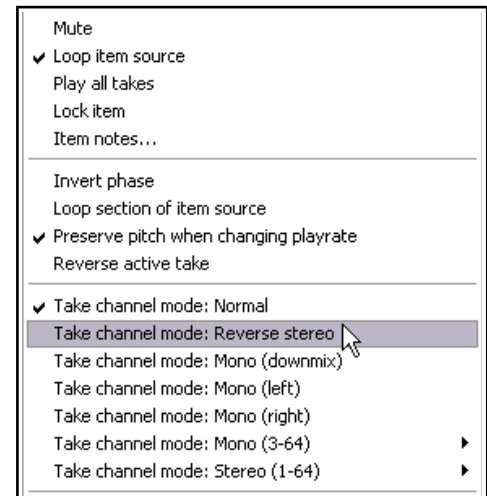 Mute
Loop item source
Play all takes
Lock item
Item notes...
Invert phase
Loop section of item source
Preserve pitch when changing playrate
Reverse active take
Take channel mode: Normal
Take channel mode: Reverse stereo
Take channel mode: Mono (downmix)
Take channel mode: Mono (left)
Take channel mode: Mono (right)
Take channel mode: Mono (3-64)
Take channel mode: Stereo (1-64)